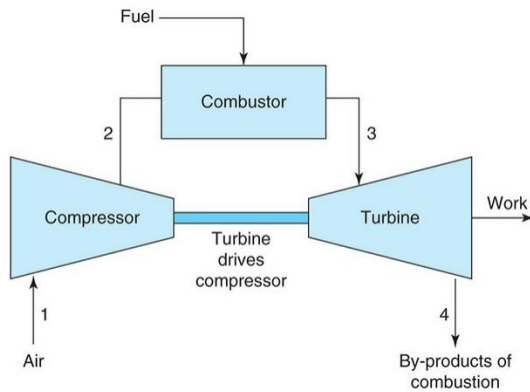 Fuel
Combustor
2
3
Compressor
Turbine
Work
Turbine
drives
compressor
1
4
Air
By-products of
combustion